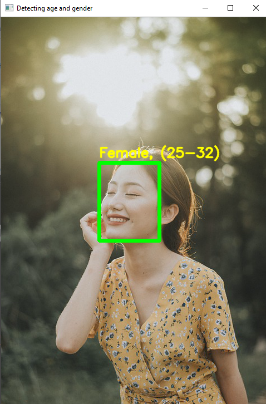 Detecting age and gender
Female, (25-32)